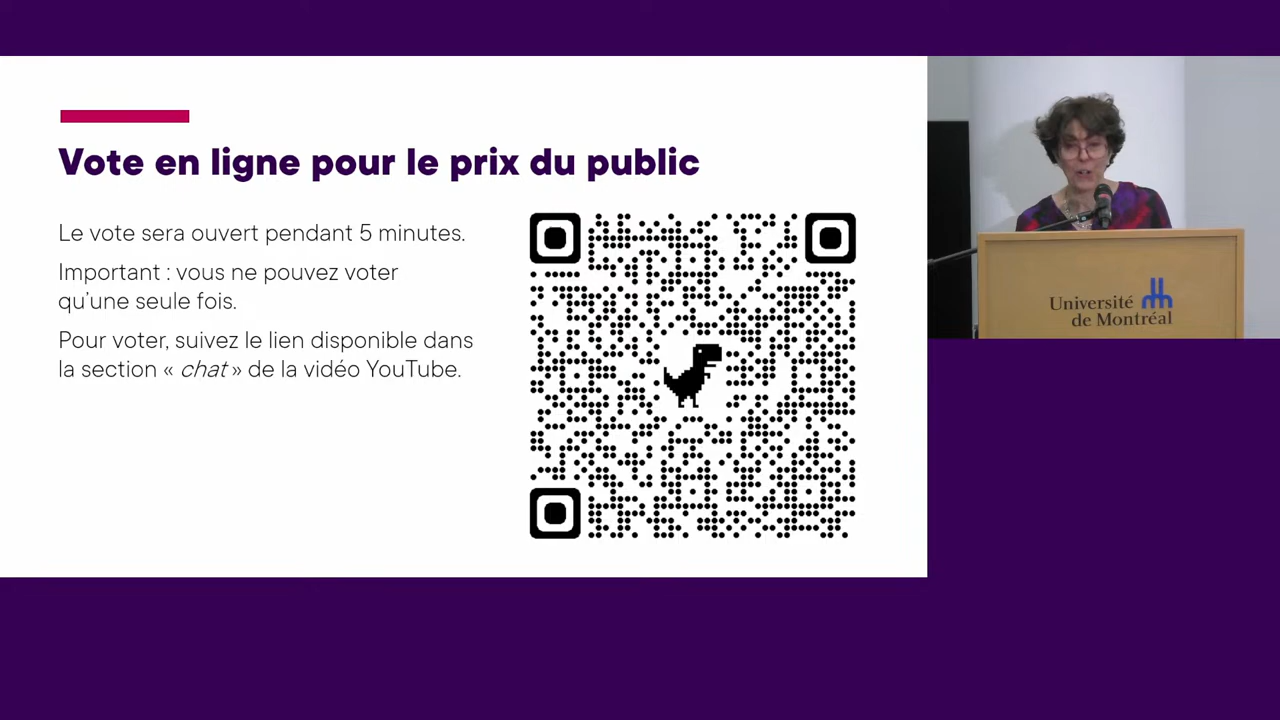 Vote en ligne pour le prix du public
Le vote sera ouvert pendant 5 minutes.
Important : vous ne pouvez voter
qu'une seule fois.
Pour voter, suivez le lien disponible dans
la section « chat » de la vidéo YouTube.
Université
de Montréal